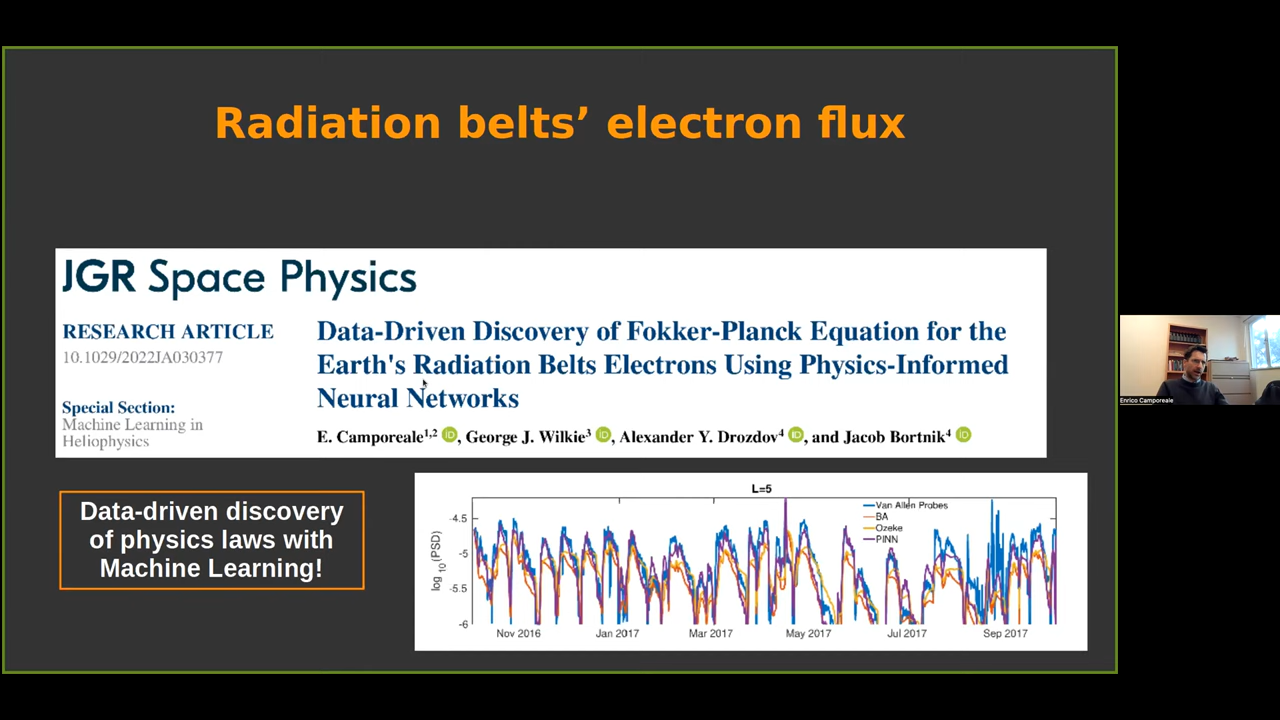 Radiation belts’ electron flux
JGR Space Physics
RESEARCH ARTICLE
10.1029/2022JA030377
Special Section:
Machine Learning in
Heliophysics
Data-Driven Discovery of Fokker-Planck Equation for the
Earth's Radiation Belts Electrons Using Physics-Informed
Neural Networks
E. Camporeale1,2 iD, George J. Wilkie3 iD, Alexander Y. Drozdov4 iD, and Jacob Bortnik4 iD
Data-driven discovery
of physics laws with
Machine Learning!
L=5
Van Allen Probes
BA
Ozeke
PINN
log10(PSD)
-4.5
-5
-5.5
-6
Nov 2016 Jan 2017 Mar 2017 May 2017 Jul 2017 Sep 2017
Enrico Camporeale